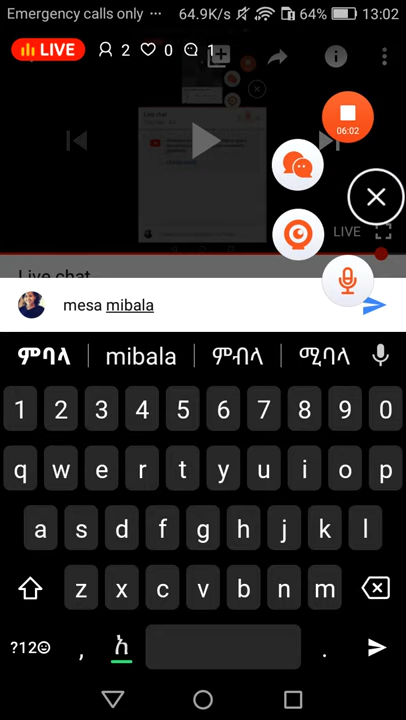 Emergency calls only ··· 64.9K/s 64% 13:02
LIVE 2 0 1
06:02
LIVE
Live chat
mesa mibala
ምባላ mibala ምብላ ሚባላ
1 2 3 4 5 6 7 8 9 0
q w e r t y u i o p
a s d f g h j k l
z x c v b n m
?12☺ , አ .